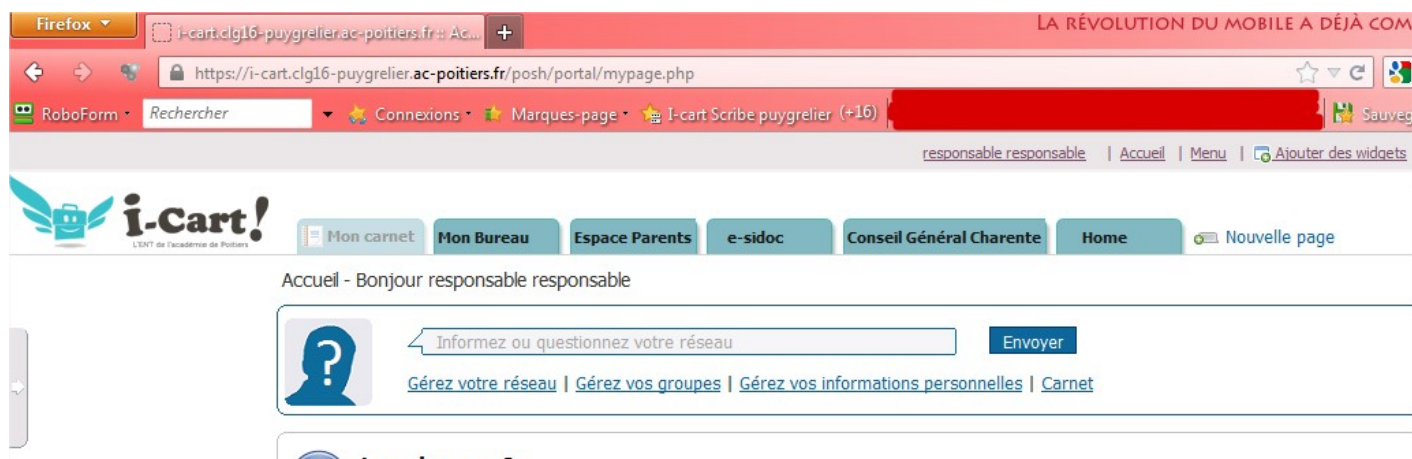 Firefox
LA RÉVOLUTION DU MOBILE A DÉJÀ COM
i-cart.clg16-puygrelier.ac-poitiers.fr :: Ac...
https://i-cart.clg16-puygrelier.ac-poitiers.fr/posh/portal/mypage.php
RoboForm Rechercher Connexions Marques-page I-cart Scribe puygrelier (+16) Sauveg
responsable responsable | Accueil | Menu | Ajouter des widgets
i-Cart!
L'ENT de l'académie de Poitiers
Mon carnet Mon Bureau Espace Parents e-sidoc Conseil Général Charente Home Nouvelle page
Accueil - Bonjour responsable responsable
?
Informez ou questionnez votre réseau Envoyer
Gérez votre réseau | Gérez vos groupes | Gérez vos informations personnelles | Carnet